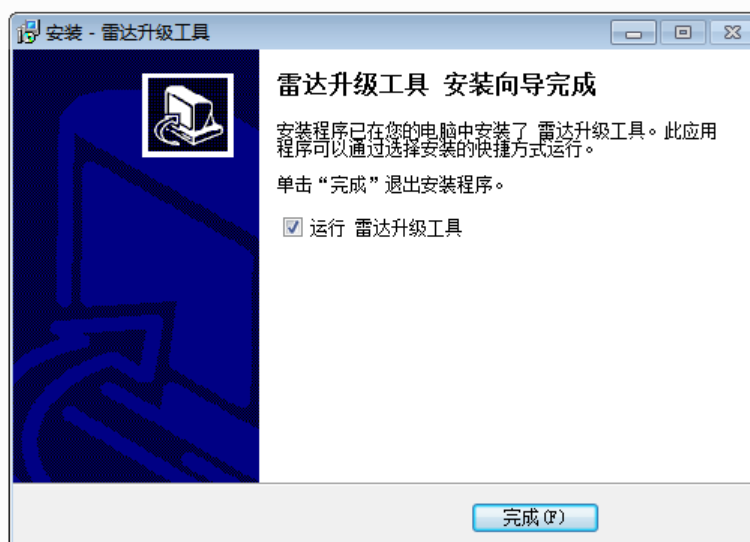 安装 - 雷达升级工具
雷达升级工具 安装向导完成
安装程序已在您的电脑中安装了 雷达升级工具。此应用
程序可以通过选择安装的快捷方式运行。
单击“完成”退出安装程序。
运行 雷达升级工具
完成(F)